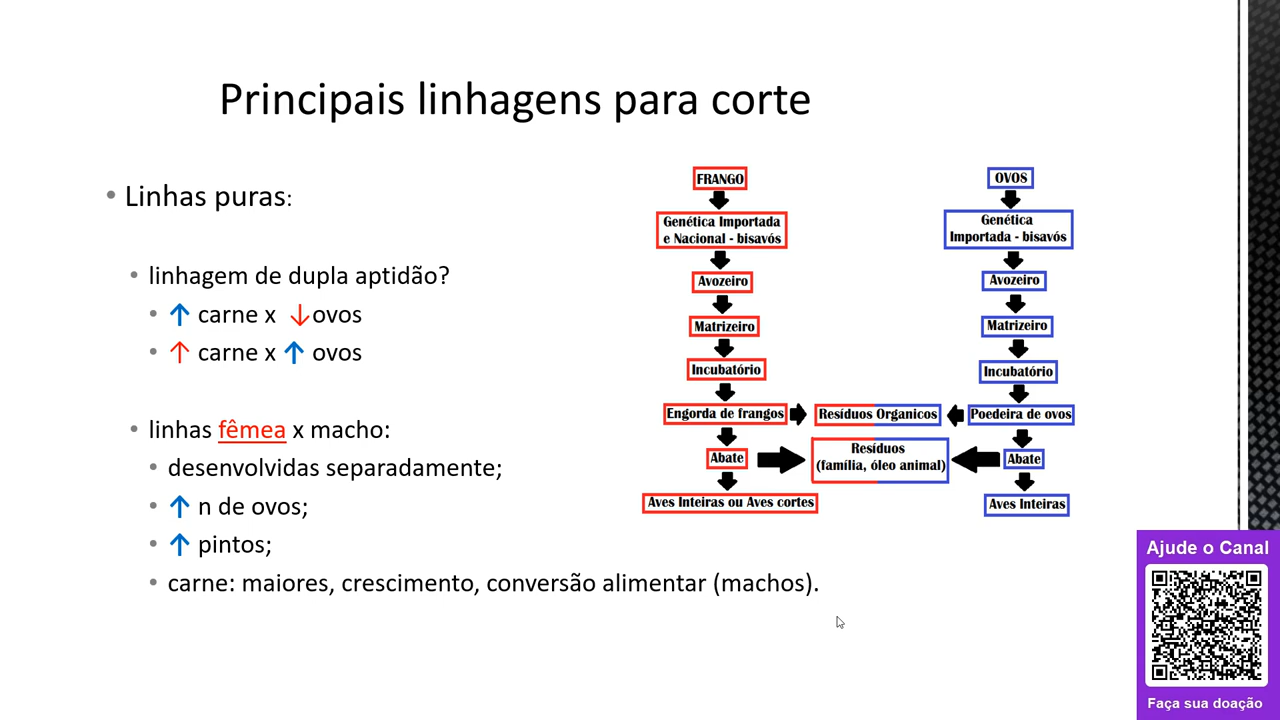 Principais linhagens para corte
• Linhas puras:
• linhagem de dupla aptidão?
• ↑ carne x ↓ovos
• ↑ carne x ↑ ovos
• linhas fêmea x macho:
• desenvolvidas separadamente;
• ↑ n de ovos;
• ↑ pintos;
• carne: maiores, crescimento, conversão alimentar (machos).
FRANGO
Genética Importada
e Nacional - bisavós
Avozeiro
Matrizeiro
Incubatório
Engorda de frangos
Abate
Aves Inteiras ou Aves cortes
Resíduos Organicos
Resíduos
(família, óleo animal)
OVOS
Genética
Importada - bisavós
Avozeiro
Matrizeiro
Incubatório
Poedeira de ovos
Abate
Aves Inteiras
Ajude o Canal
Faça sua doação